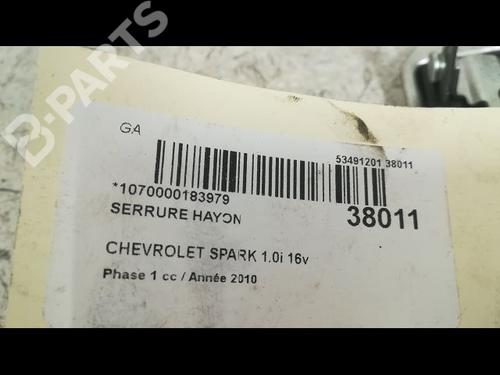 B-PARTS
GA
53491201 38011
*1070000183979
SERRURE HAYON
38011
CHEVROLET SPARK 1.0i 16v
Phase 1 cc / Année 2010